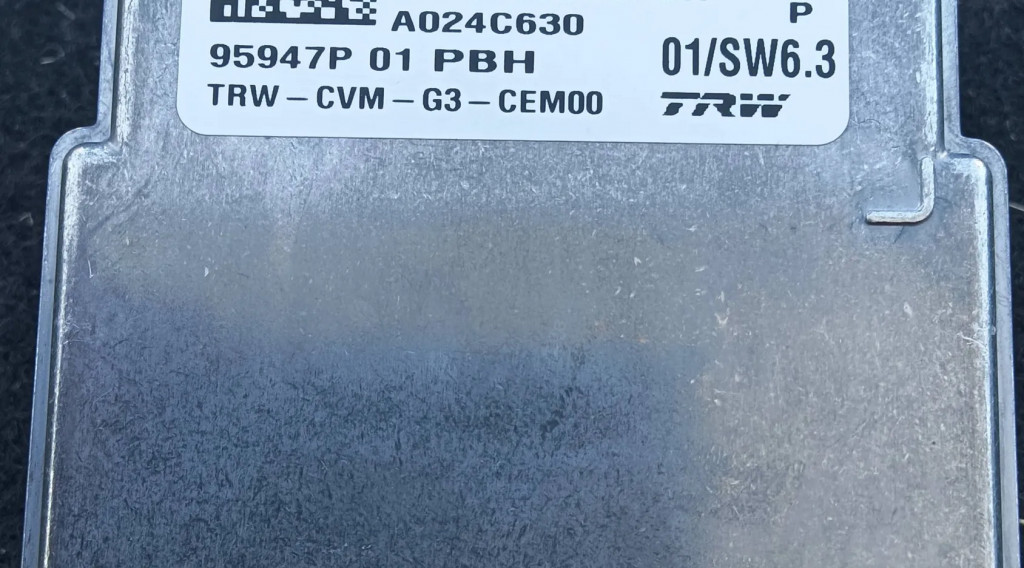 P
A024C630
95947P 01 PBH
01/SW6.3
TRW – CVM – G3 – CEM00
TRW